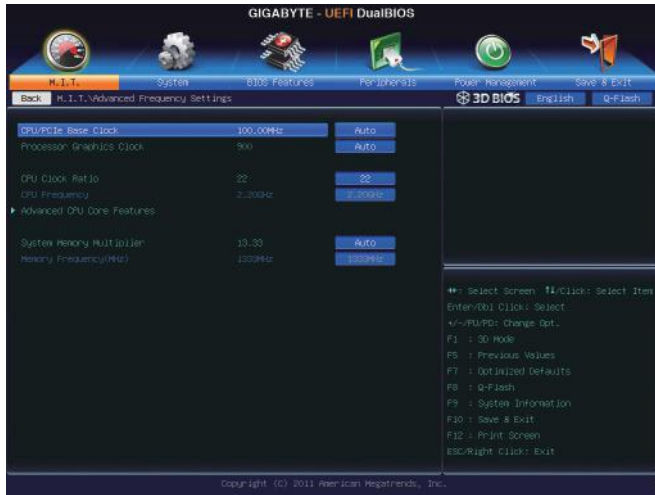 GIGABYTE - UEFI DualBIOS
M.I.T. System BIOS Features Peripherals Power Management Save & Exit
Back M.I.T.\Advanced Frequency Settings 3D BIOS English Q-Flash
CPU/PCIe Base Clock 100.00MHz Auto
Processor Graphics Clock 900 Auto
CPU Clock Ratio 22 22
CPU Frequency 2.20GHz 2.20GHz
Advanced CPU Core Features
System Memory Multiplier 13.33 Auto
Memory Frequency(MHz) 1333MHz 1333MHz
: Select Screen ↑↓/Click: Select Item
Enter/Dbl Click: Select
+/-/PU/PD: Change Opt.
F1 : 3D Mode
F5 : Previous Values
F7 : Optimized Defaults
F8 : Q-Flash
F9 : System Information
F10 : Save & Exit
F12 : Print Screen
ESC/Right Click: Exit
Copyright (C) 2011 American Megatrends, Inc.